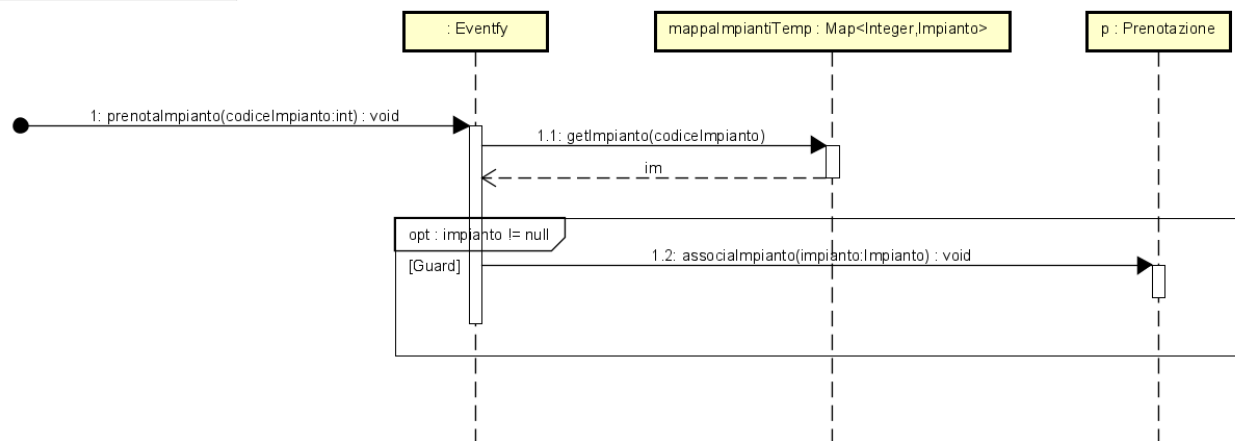 : Eventfy
mappaImpiantiTemp : Map<Integer,Impianto>
p : Prenotazione
1: prenotaImpianto(codiceImpianto:int) : void
1.1: getImpianto(codiceImpianto)
im
opt : impianto != null
[Guard]
1.2: associaImpianto(impianto:Impianto) : void